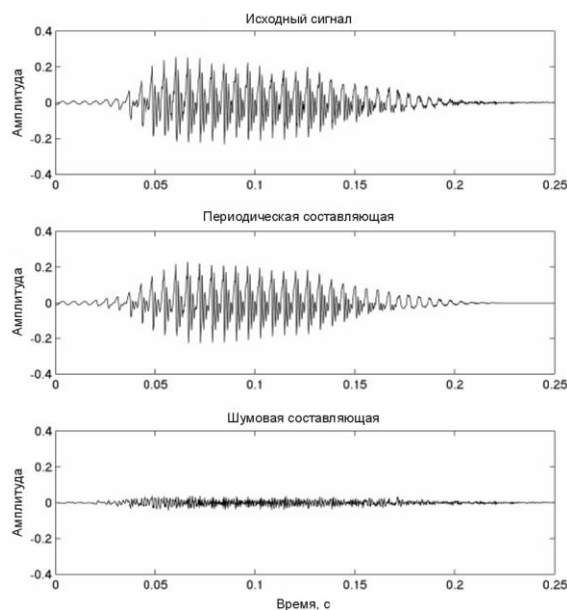 Исходный сигнал
Амплитуда
0.4
0.2
0
-0.2
-0.4
0 0.05 0.1 0.15 0.2 0.25
Периодическая составляющая
Амплитуда
0.4
0.2
0
-0.2
-0.4
0 0.05 0.1 0.15 0.2 0.25
Шумовая составляющая
Амплитуда
0.4
0.2
0
-0.2
-0.4
0 0.05 0.1 0.15 0.2 0.25
Время, с